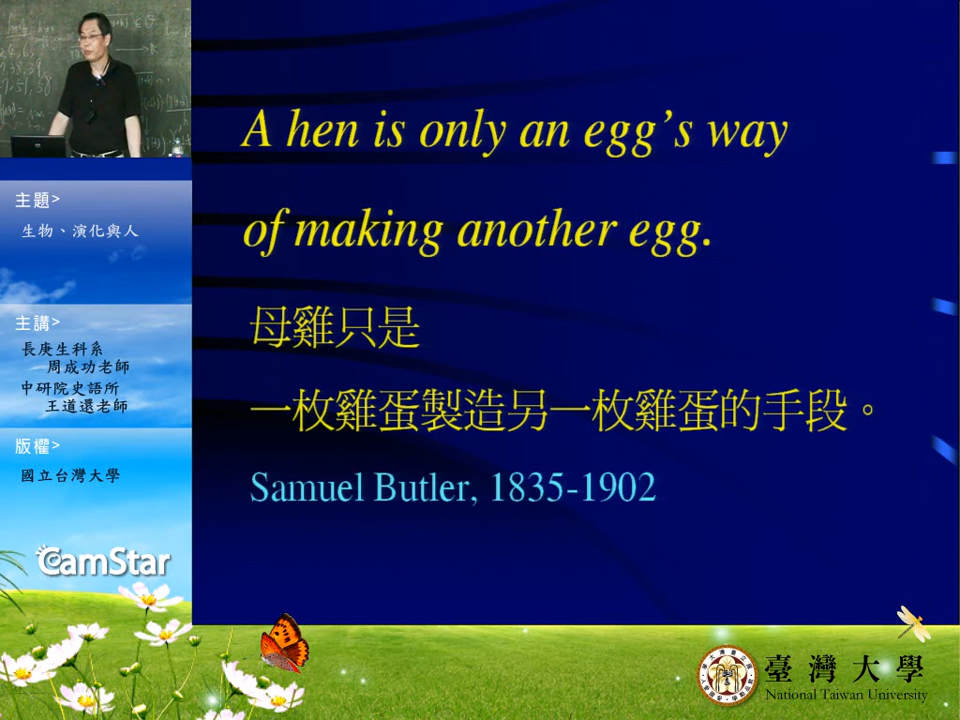 主題>
生物、演化與人
主講>
長庚生科系
周成功老師
中研院史語所
王道還老師
版權>
國立台灣大學
CamStar
A hen is only an egg’s way
of making another egg.
母雞只是
一枚雞蛋製造另一枚雞蛋的手段。
Samuel Butler, 1835-1902
臺灣大學
National Taiwan University